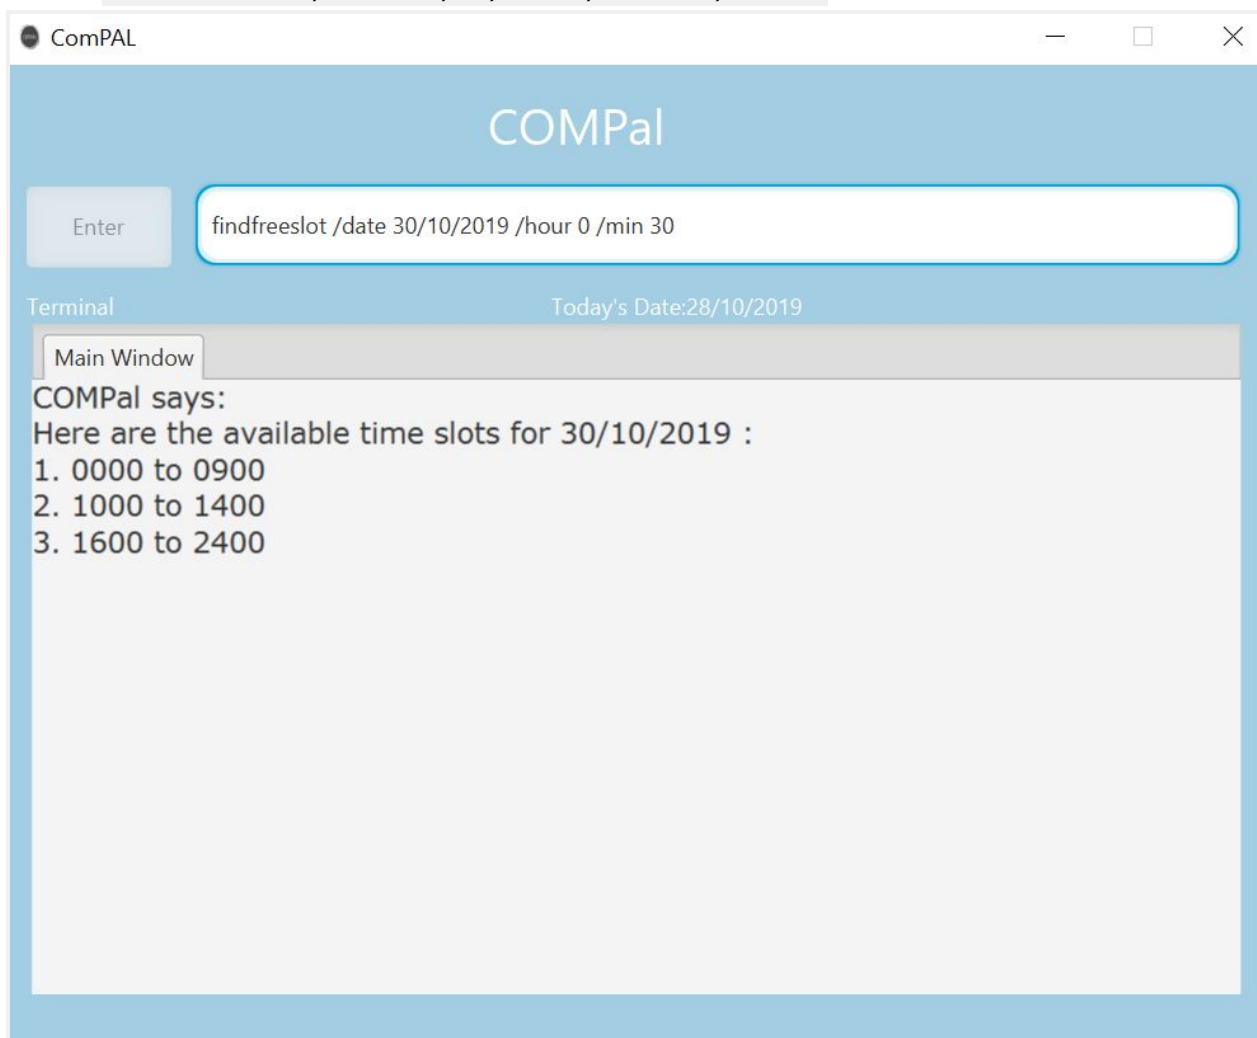 ComPAL
COMPal
Enter
findfreeslot /date 30/10/2019 /hour 0 /min 30
Terminal
Today's Date:28/10/2019
Main Window
COMPal says:
Here are the available time slots for 30/10/2019 :
1. 0000 to 0900
2. 1000 to 1400
3. 1600 to 2400